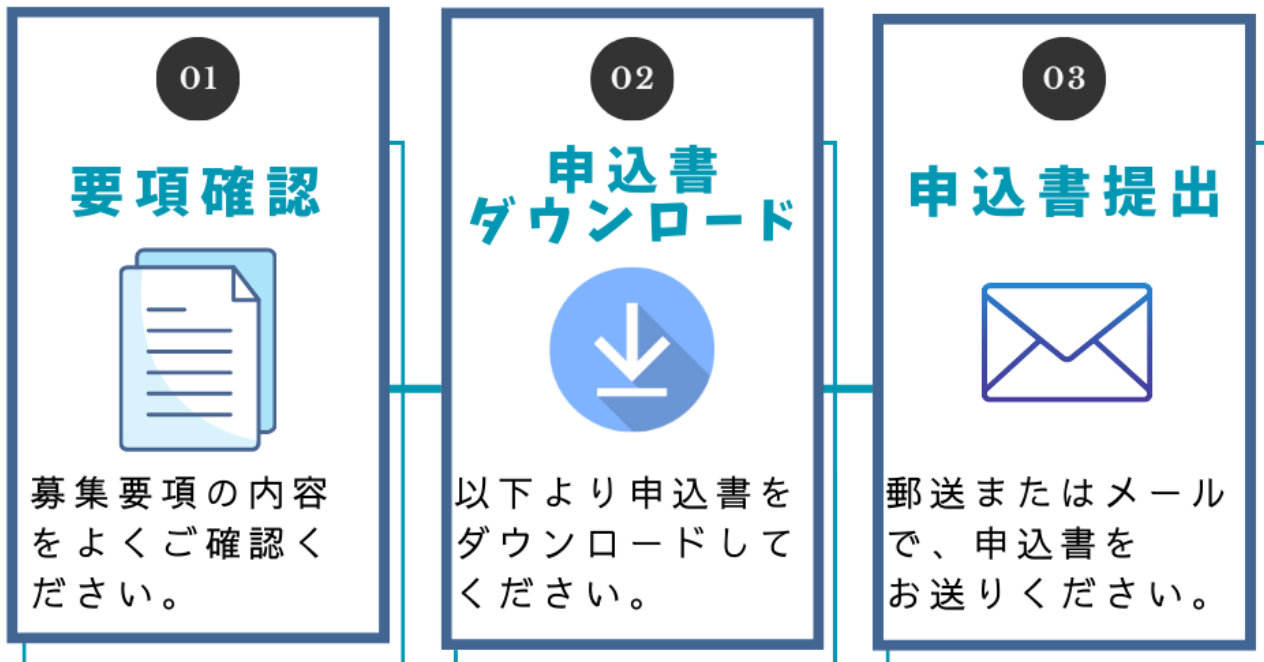 01
要項確認
募集要項の内容
をよくご確認く
ださい。
02
申込書
ダウンロード
以下より申込書を
ダウンロードして
ください。
03
申込書提出
郵送またはメール
で、申込書を
お送りください。